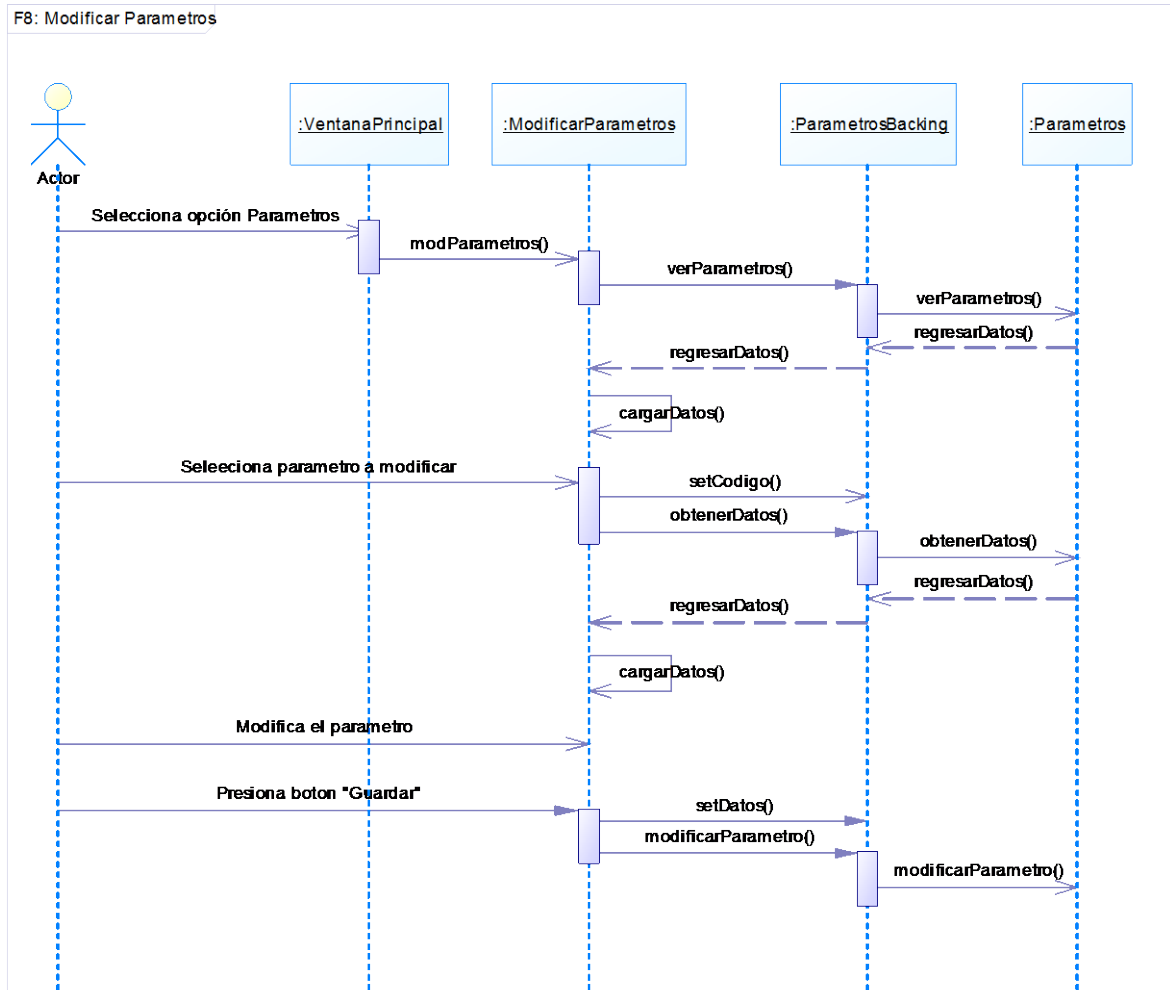 F8: Modificar Parametros
:VentanaPrincipal
:ModificarParametros
:ParametrosBacking
:Parametros
Actor
Selecciona opción Parametros
modParametros()
verParametros()
verParametros()
regresarDatos()
regresarDatos()
cargarDatos()
Seleeciona parametro a modificar
setCodigo()
obtenerDatos()
obtenerDatos()
regresarDatos()
regresarDatos()
cargarDatos()
Modifica el parametro
Presiona boton "Guardar"
setDatos()
modificarParametro()
modificarParametro()